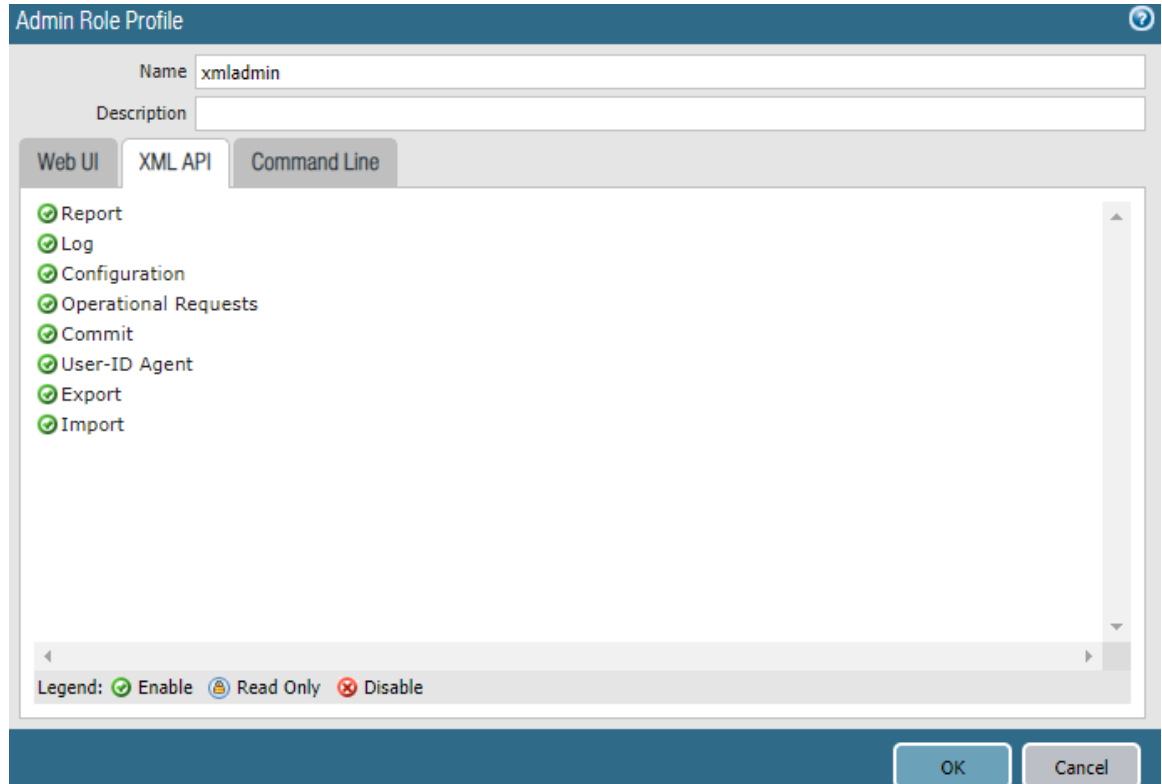 Admin Role Profile
Name xmladmin
Description
Web UI XML API Command Line
Report
Log
Configuration
Operational Requests
Commit
User-ID Agent
Export
Import
Legend: Enable Read Only Disable
OK Cancel